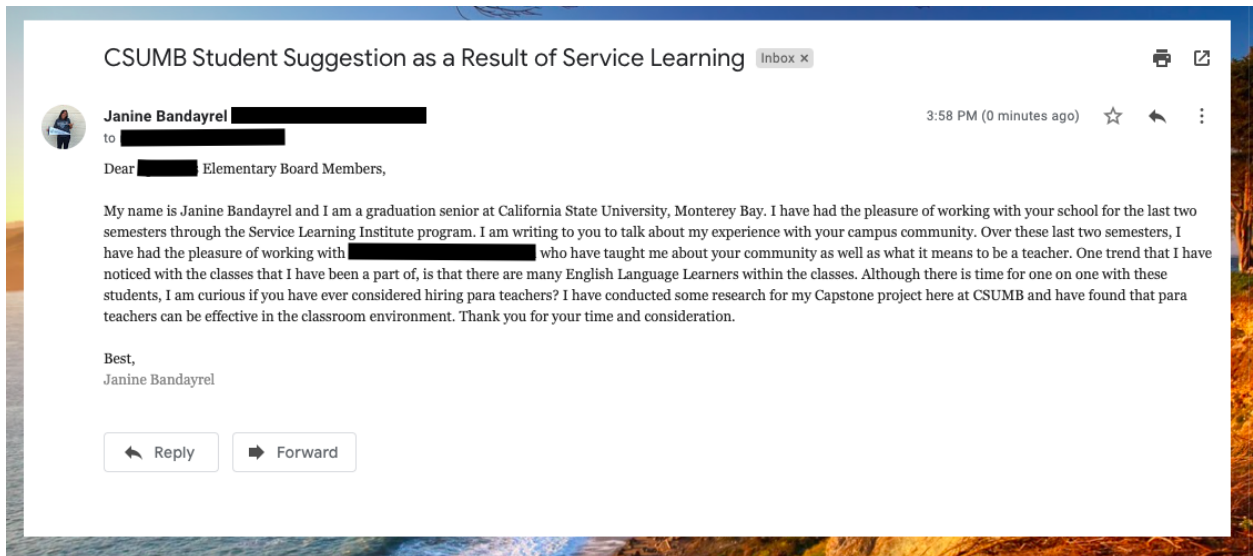 CSUMB Student Suggestion as a Result of Service Learning Inbox ×
Janine Bandayrel 3:58 PM (0 minutes ago)
to
Dear Elementary Board Members,
My name is Janine Bandayrel and I am a graduation senior at California State University, Monterey Bay. I have had the pleasure of working with your school for the last two
semesters through the Service Learning Institute program. I am writing to you to talk about my experience with your campus community. Over these last two semesters, I
have had the pleasure of working with who have taught me about your community as well as what it means to be a teacher. One trend that I have
noticed with the classes that I have been a part of, is that there are many English Language Learners within the classes. Although there is time for one on one with these
students, I am curious if you have ever considered hiring para teachers? I have conducted some research for my Capstone project here at CSUMB and have found that para
teachers can be effective in the classroom environment. Thank you for your time and consideration.
Best,
Janine Bandayrel
Reply Forward